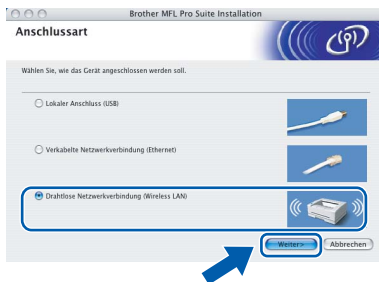 Brother MFL Pro Suite Installation
Anschlussart
Wählen Sie, wie das Gerät angeschlossen werden soll.
Lokaler Anschluss (USB)
Verkabelte Netzwerkverbindung (Ethernet)
Drahtlose Netzwerkverbindung (Wireless LAN)
Weiter>
Abbrechen